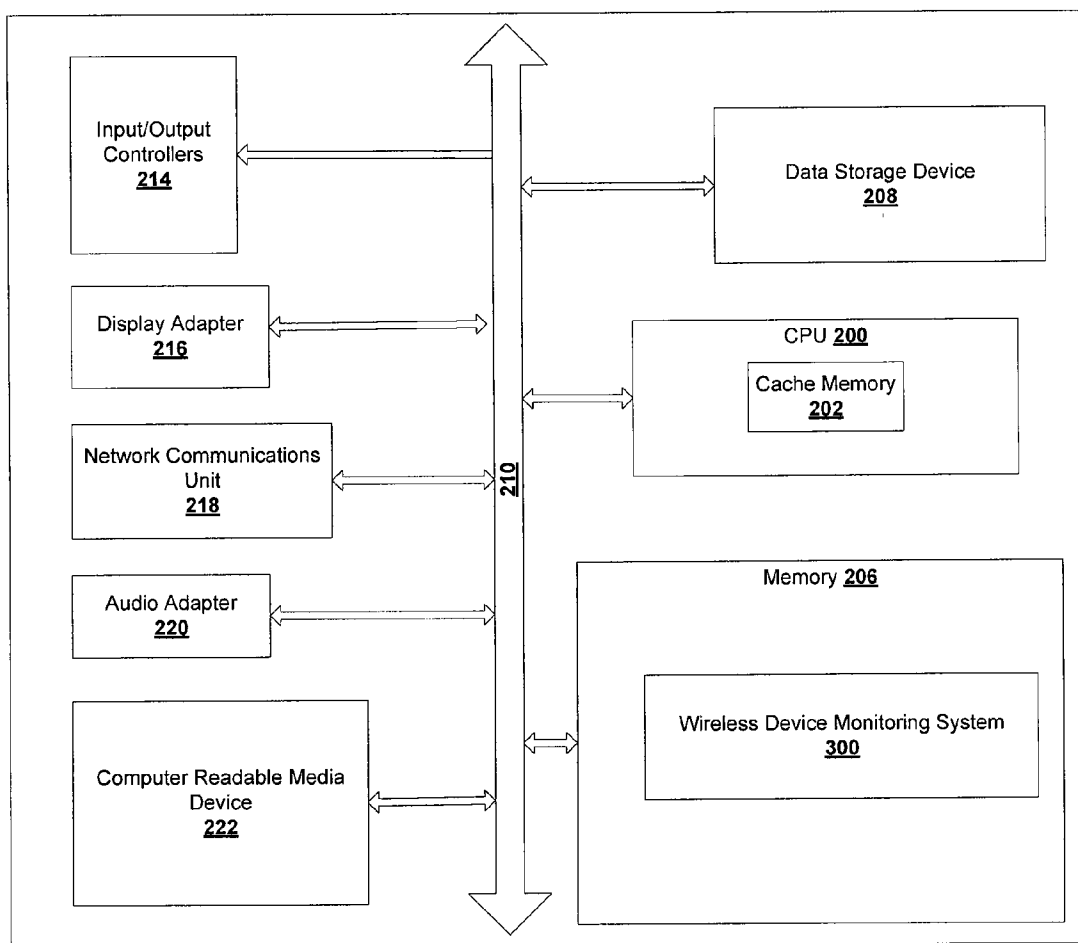 Input/Output
Controllers
214
Display Adapter
216
Network Communications
Unit
218
Audio Adapter
220
Computer Readable Media
Device
222
210
Data Storage Device
208
CPU 200
Cache Memory
202
Memory 206
Wireless Device Monitoring System
300